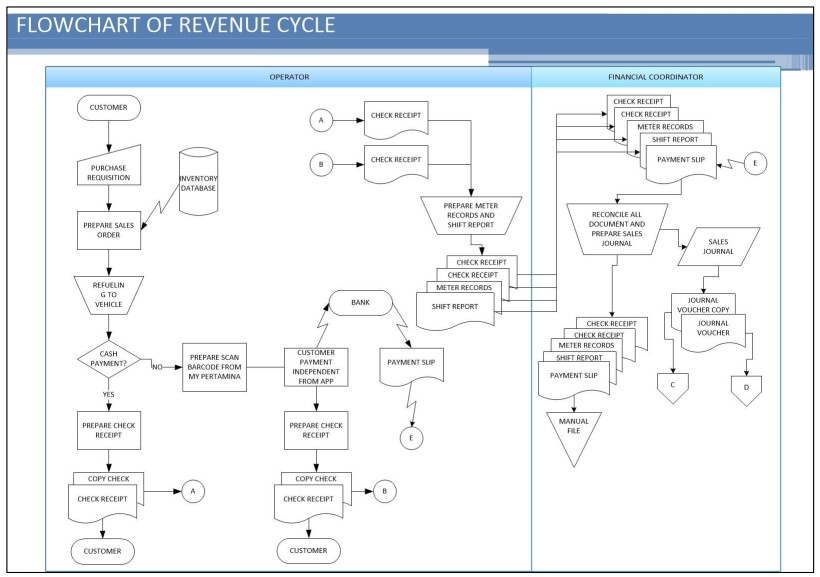 FLOWCHART OF REVENUE CYCLE
OPERATOR
FINANCIAL COORDINATOR
CUSTOMER
PURCHASE
REQUISITION
INVENTORY
DATABASE
PREPARE SALES
ORDER
REFUELIN
G TO
VEHICLE
CASH
PAYMENT?
NO
YES
PREPARE CHECK
RECEIPT
COPY CHECK
CHECK RECEIPT
A
CUSTOMER
PREPARE SCAN
BARCODE FROM
MY PERTAMINA
CUSTOMER
PAYMENT
INDEPENDENT
FROM APP
BANK
PAYMENT SLIP
E
PREPARE CHECK
RECEIPT
COPY CHECK
CHECK RECEIPT
B
CUSTOMER
A
CHECK RECEIPT
B
CHECK RECEIPT
PREPARE METER
RECORDS AND
SHIFT REPORT
CHECK RECEIPT
CHECK RECEIPT
METER RECORDS
SHIFT REPORT
CHECK RECEIPT
CHECK RECEIPT
METER RECORDS
SHIFT REPORT
PAYMENT SLIP
E
RECONCILE ALL
DOCUMENT AND
PREPARE SALES
JOURNAL
SALES
JOURNAL
JOURNAL
VOUCHER COPY
JOURNAL
VOUCHER
C
D
CHECK RECEIPT
CHECK RECEIPT
METER RECORDS
SHIFT REPORT
PAYMENT SLIP
MANUAL
FILE